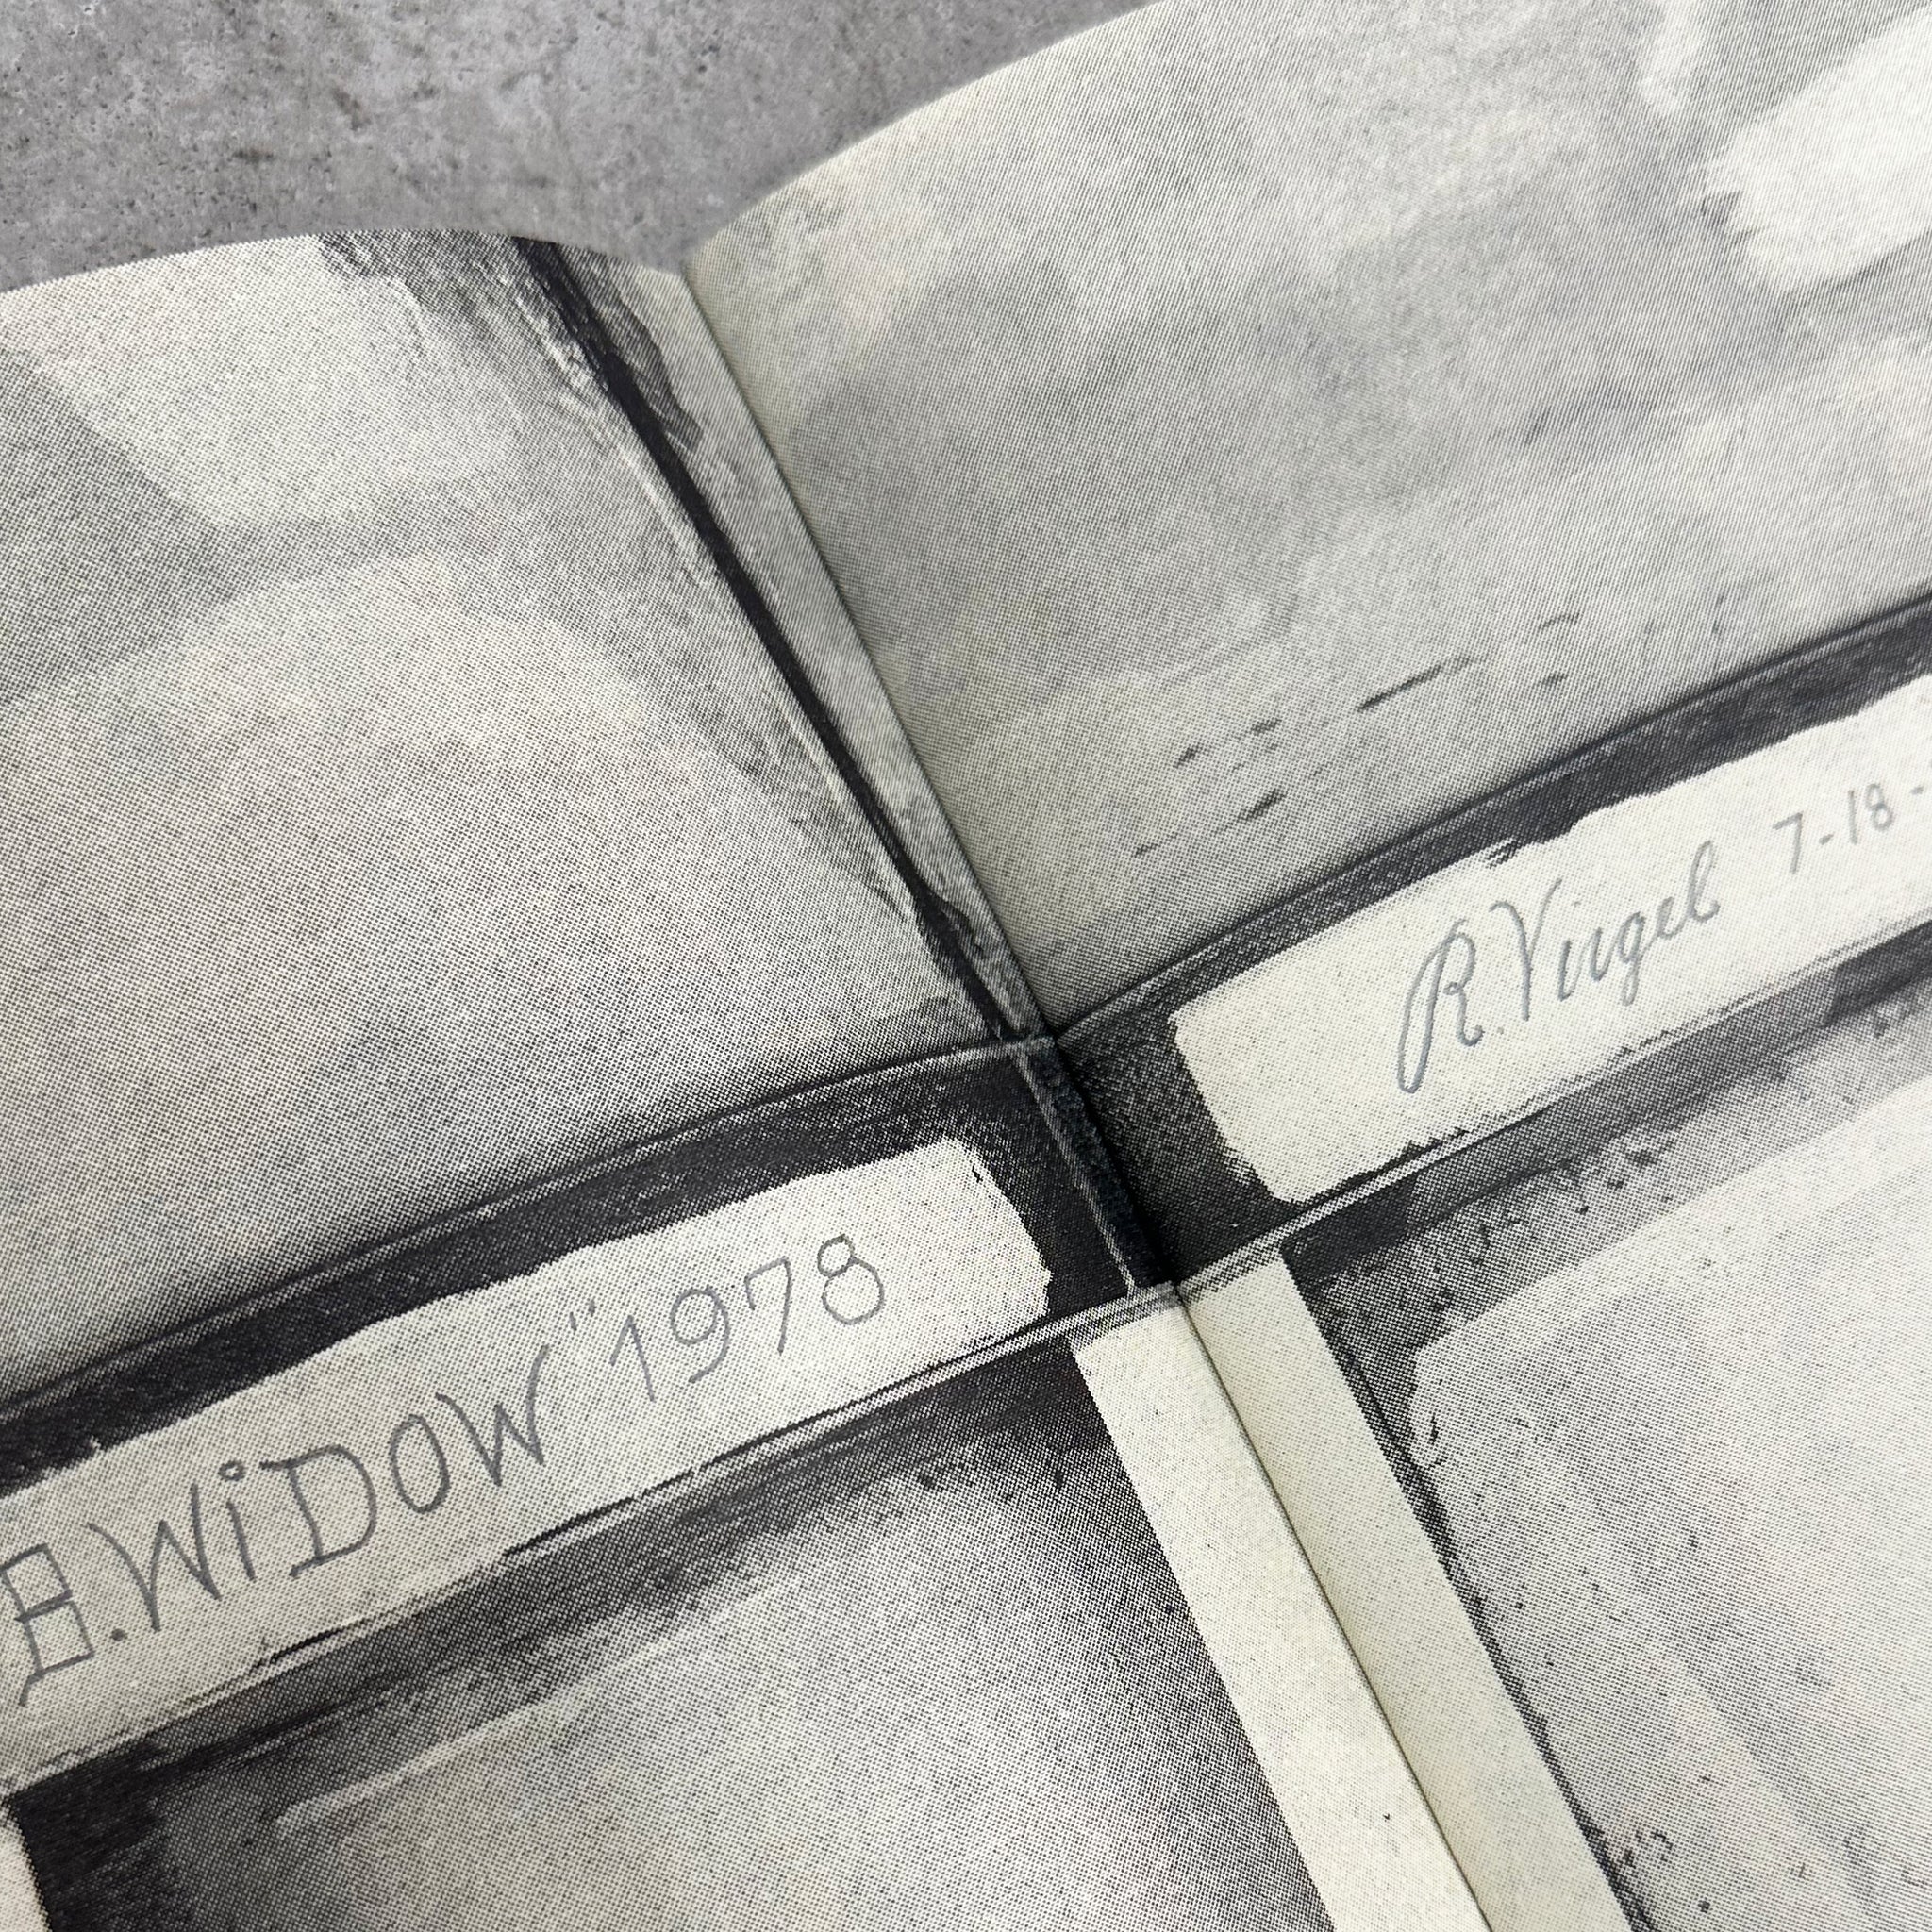 B.WiDOW" 1978
R. Virgel 7-18-